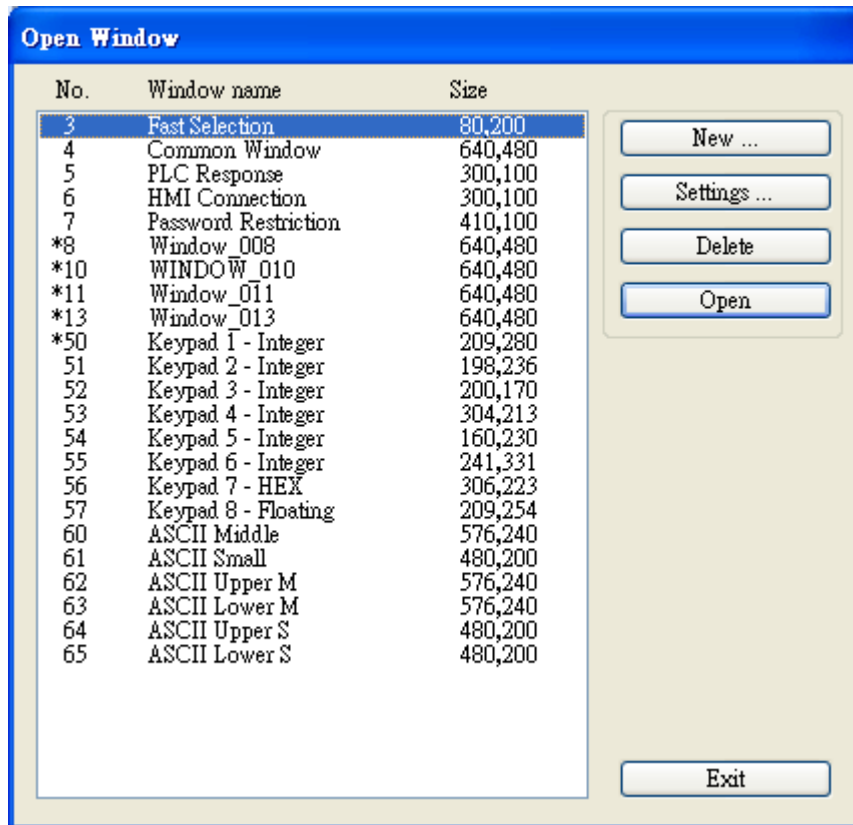 Open Window
No. Window name Size
3 Fast Selection 80,200
4 Common Window 640,480
5 PLC Response 300,100
6 HMI Connection 300,100
7 Password Restriction 410,100
*8 Window_008 640,480
*10 WINDOW_010 640,480
*11 Window_011 640,480
*13 Window_013 640,480
*50 Keypad 1 - Integer 209,280
51 Keypad 2 - Integer 198,236
52 Keypad 3 - Integer 200,170
53 Keypad 4 - Integer 304,213
54 Keypad 5 - Integer 160,230
55 Keypad 6 - Integer 241,331
56 Keypad 7 - HEX 306,223
57 Keypad 8 - Floating 209,254
60 ASCII Middle 576,240
61 ASCII Small 480,200
62 ASCII Upper M 576,240
63 ASCII Lower M 576,240
64 ASCII Upper S 480,200
65 ASCII Lower S 480,200
New ...
Settings ...
Delete
Open
Exit